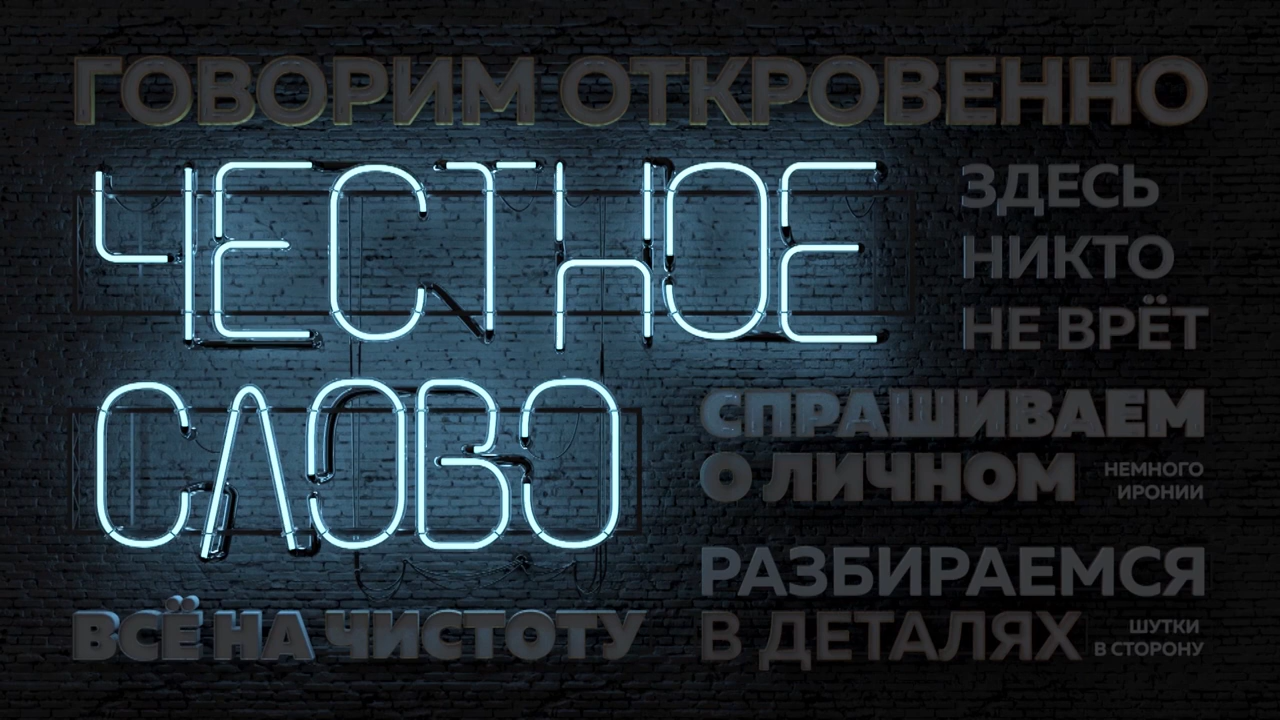 ГОВОРИМ ОТКРОВЕННО
ЧЕСТНОЕ
СЛОВО
ЗДЕСЬ
НИКТО
НЕ ВРЁТ
СПРАШИВАЕМ
О ЛИЧНОМ
НЕМНОГО
ИРОНИИ
РАЗБИРАЕМСЯ
В ДЕТАЛЯХ
ШУТКИ
В СТОРОНУ
ВСЁ НА ЧИСТОТУ